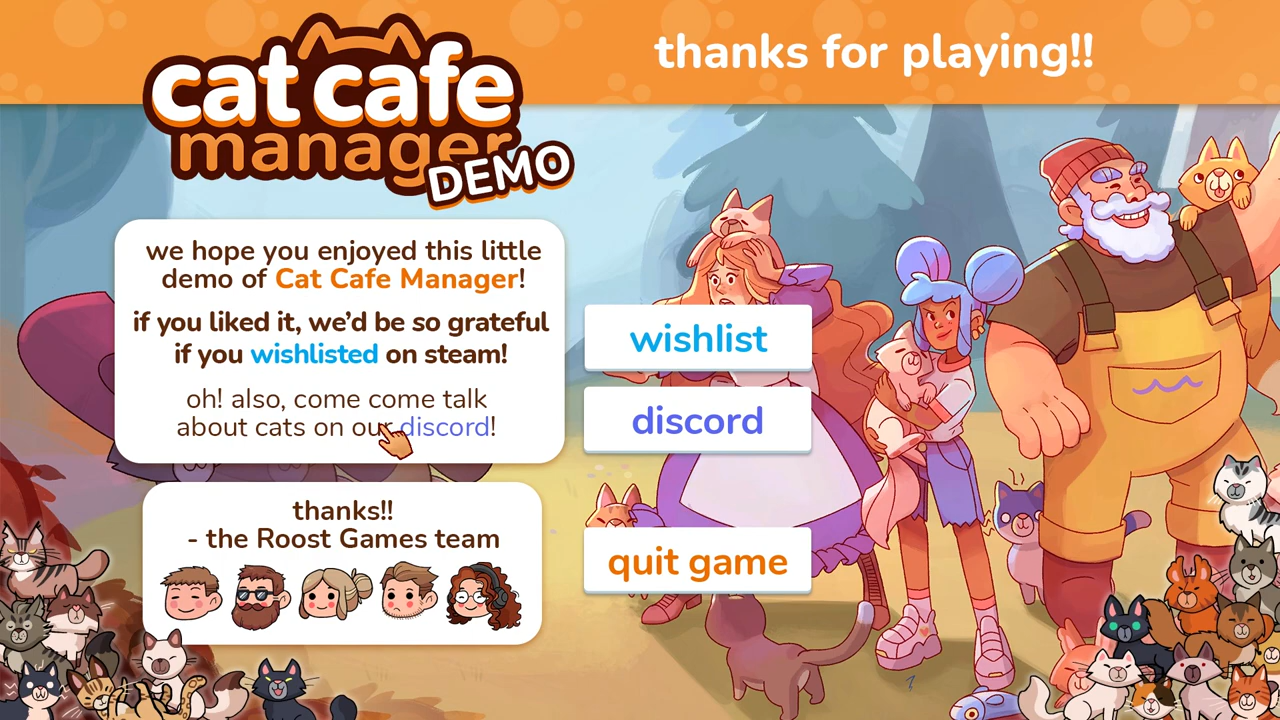 cat cafe
manager
DEMO
thanks for playing!!
we hope you enjoyed this little
demo of Cat Cafe Manager!
if you liked it, we'd be so grateful
if you wishlisted on steam!
oh! also, come come talk
about cats on our discord!
wishlist
discord
quit game
thanks!!
- the Roost Games team